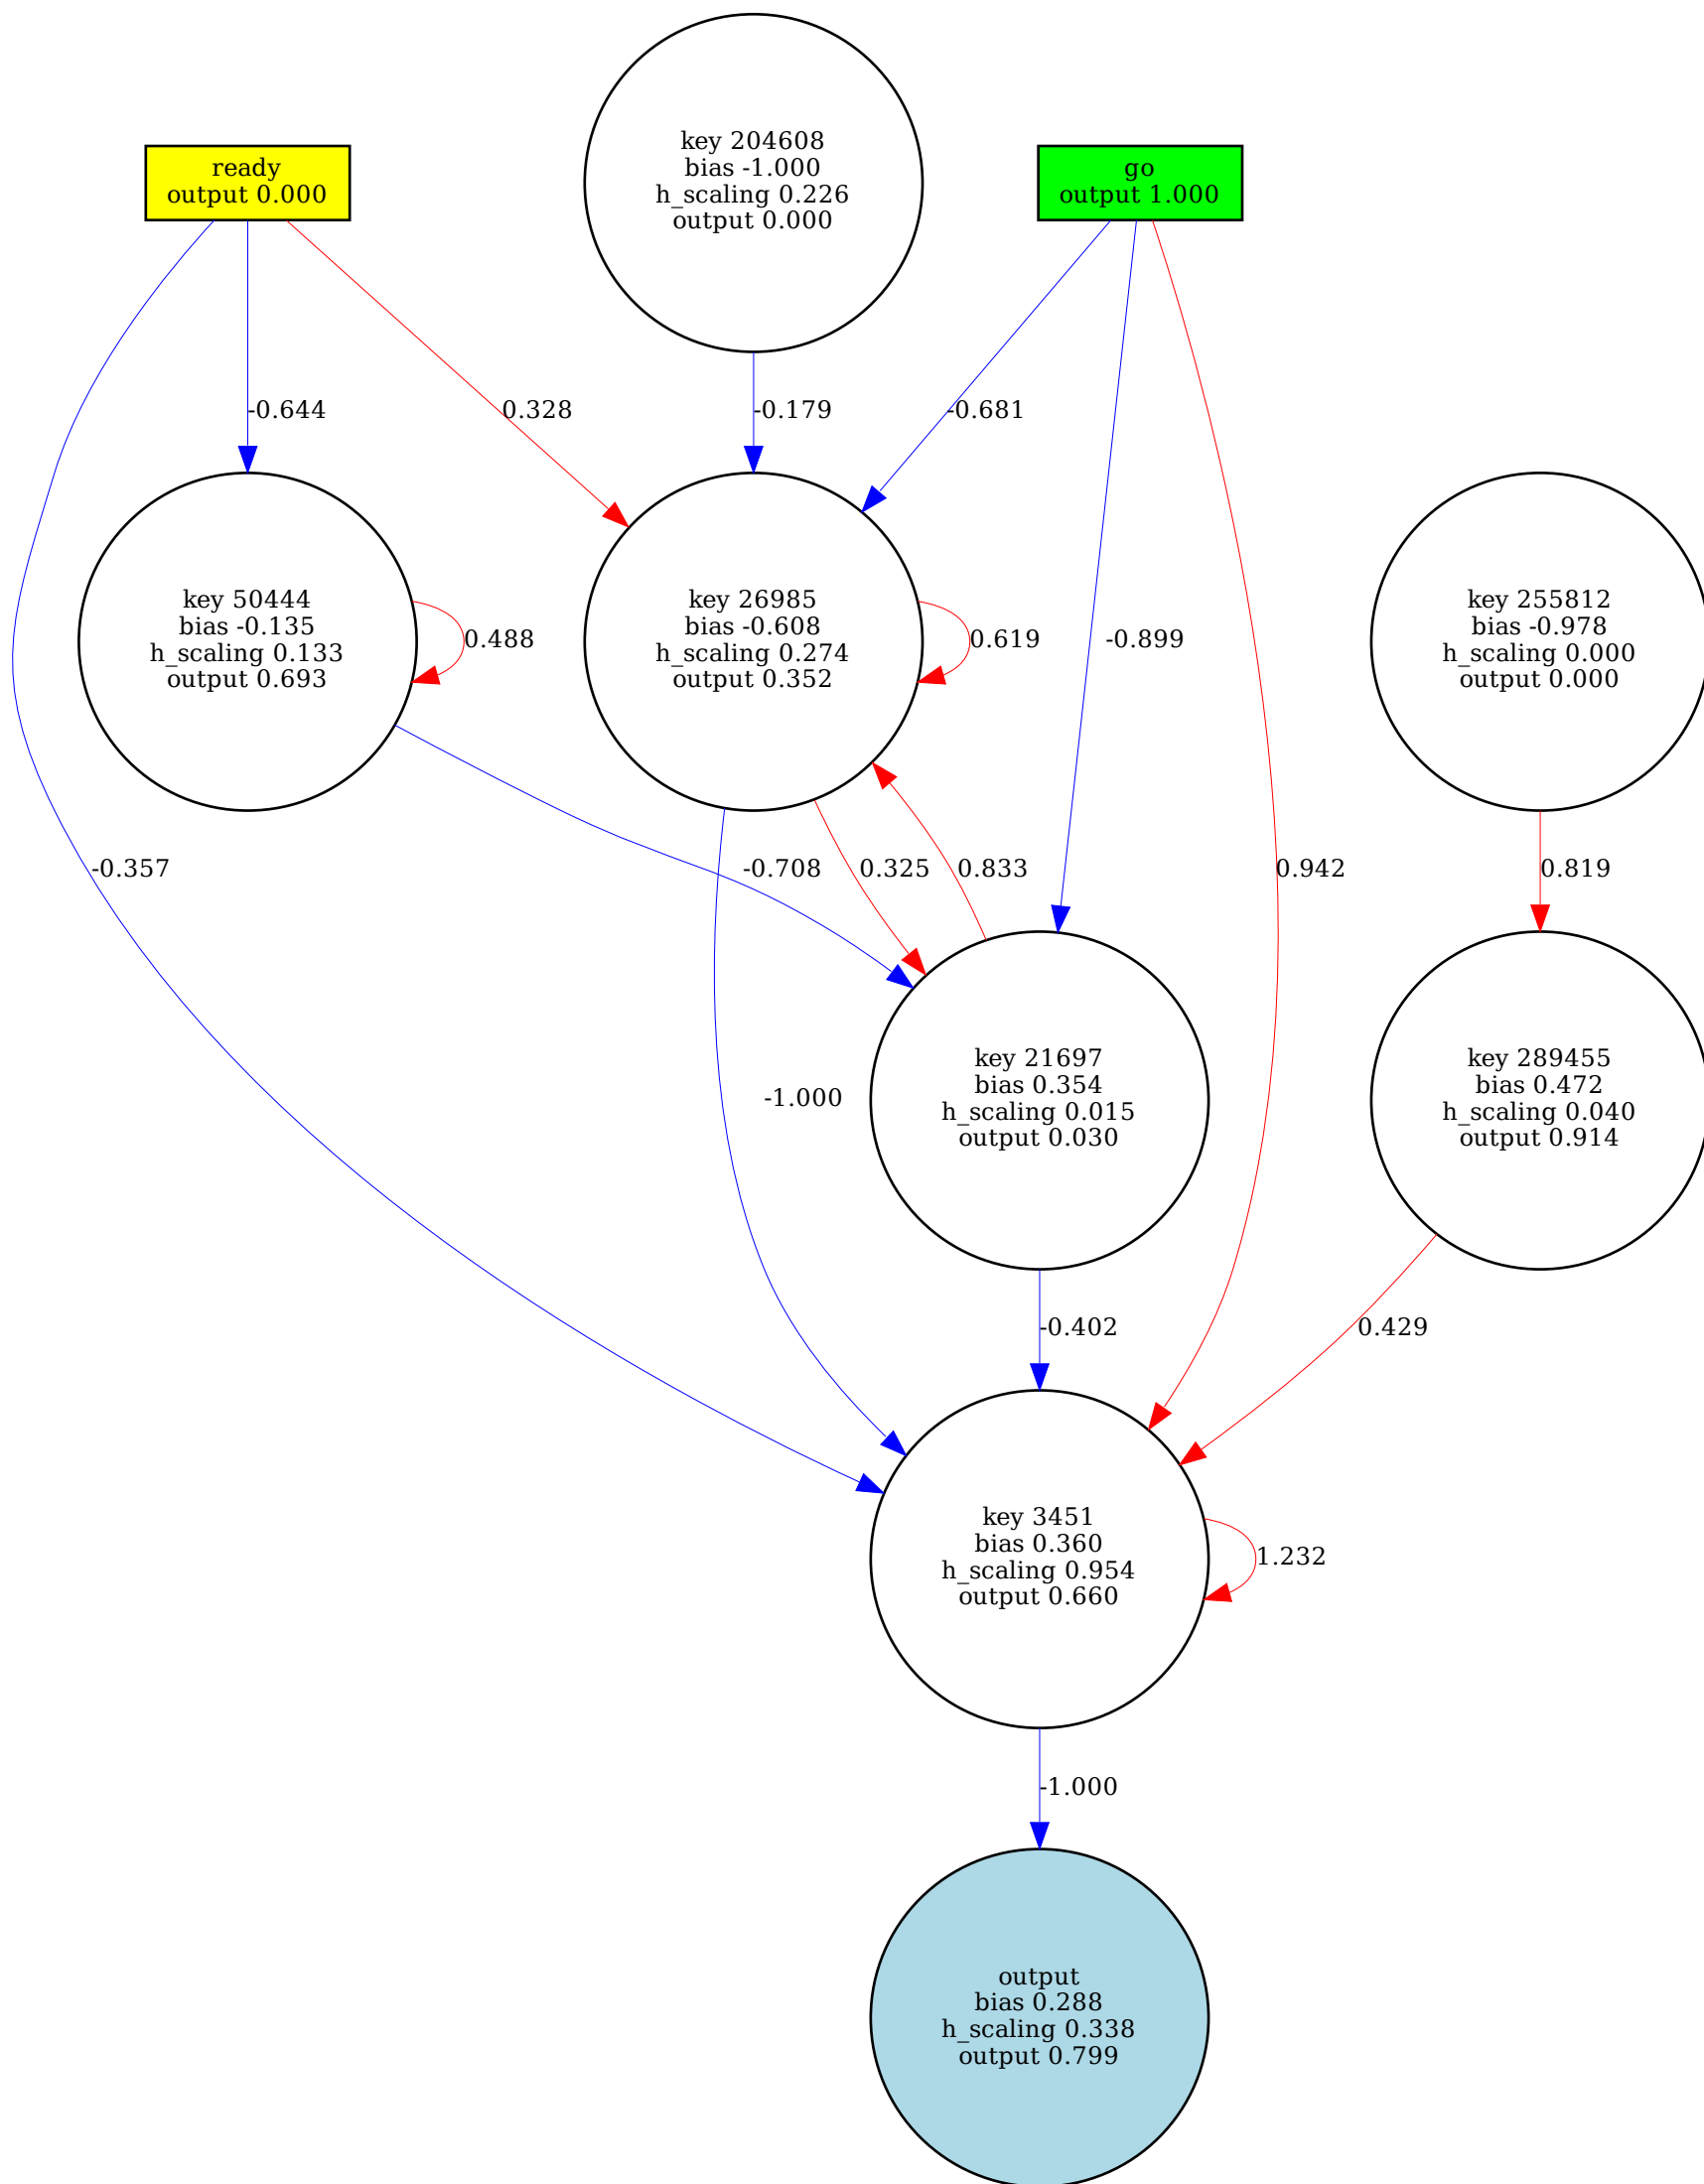 key 204608
bias -1.000
h_scaling 0.226
output 0.000
ready
output 0.000
go
output 1.000
-0.644
0.328
-0.179
-0.681
key 50444
bias -0.135
h_scaling 0.133
output 0.693
0.488
key 26985
bias -0.608
h_scaling 0.274
output 0.352
0.619
-0.899
key 255812
bias -0.978
h_scaling 0.000
output 0.000
-0.357
-0.708
0.325
0.833
0.942
0.819
-1.000
key 21697
bias 0.354
h_scaling 0.015
output 0.030
key 289455
bias 0.472
h_scaling 0.040
output 0.914
-0.402
0.429
key 3451
bias 0.360
h_scaling 0.954
output 0.660
1.232
-1.000
output
bias 0.288
h_scaling 0.338
output 0.799